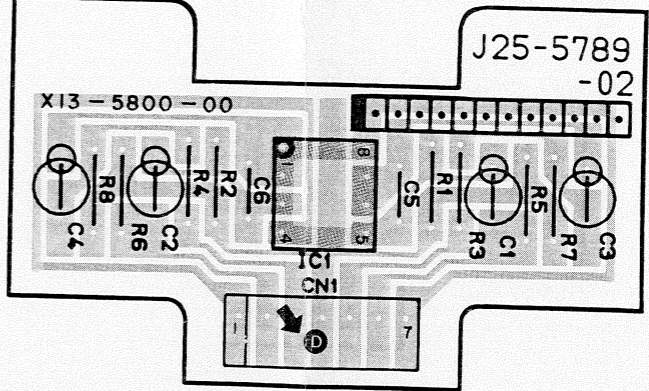 J25-5789
-02
X13-5800-00
1
8
4
5
C4
R8
R6
C2
R4
R2
C6
C5
R1
R3
C1
R5
R7
C3
IC1
CN1
1
D
7